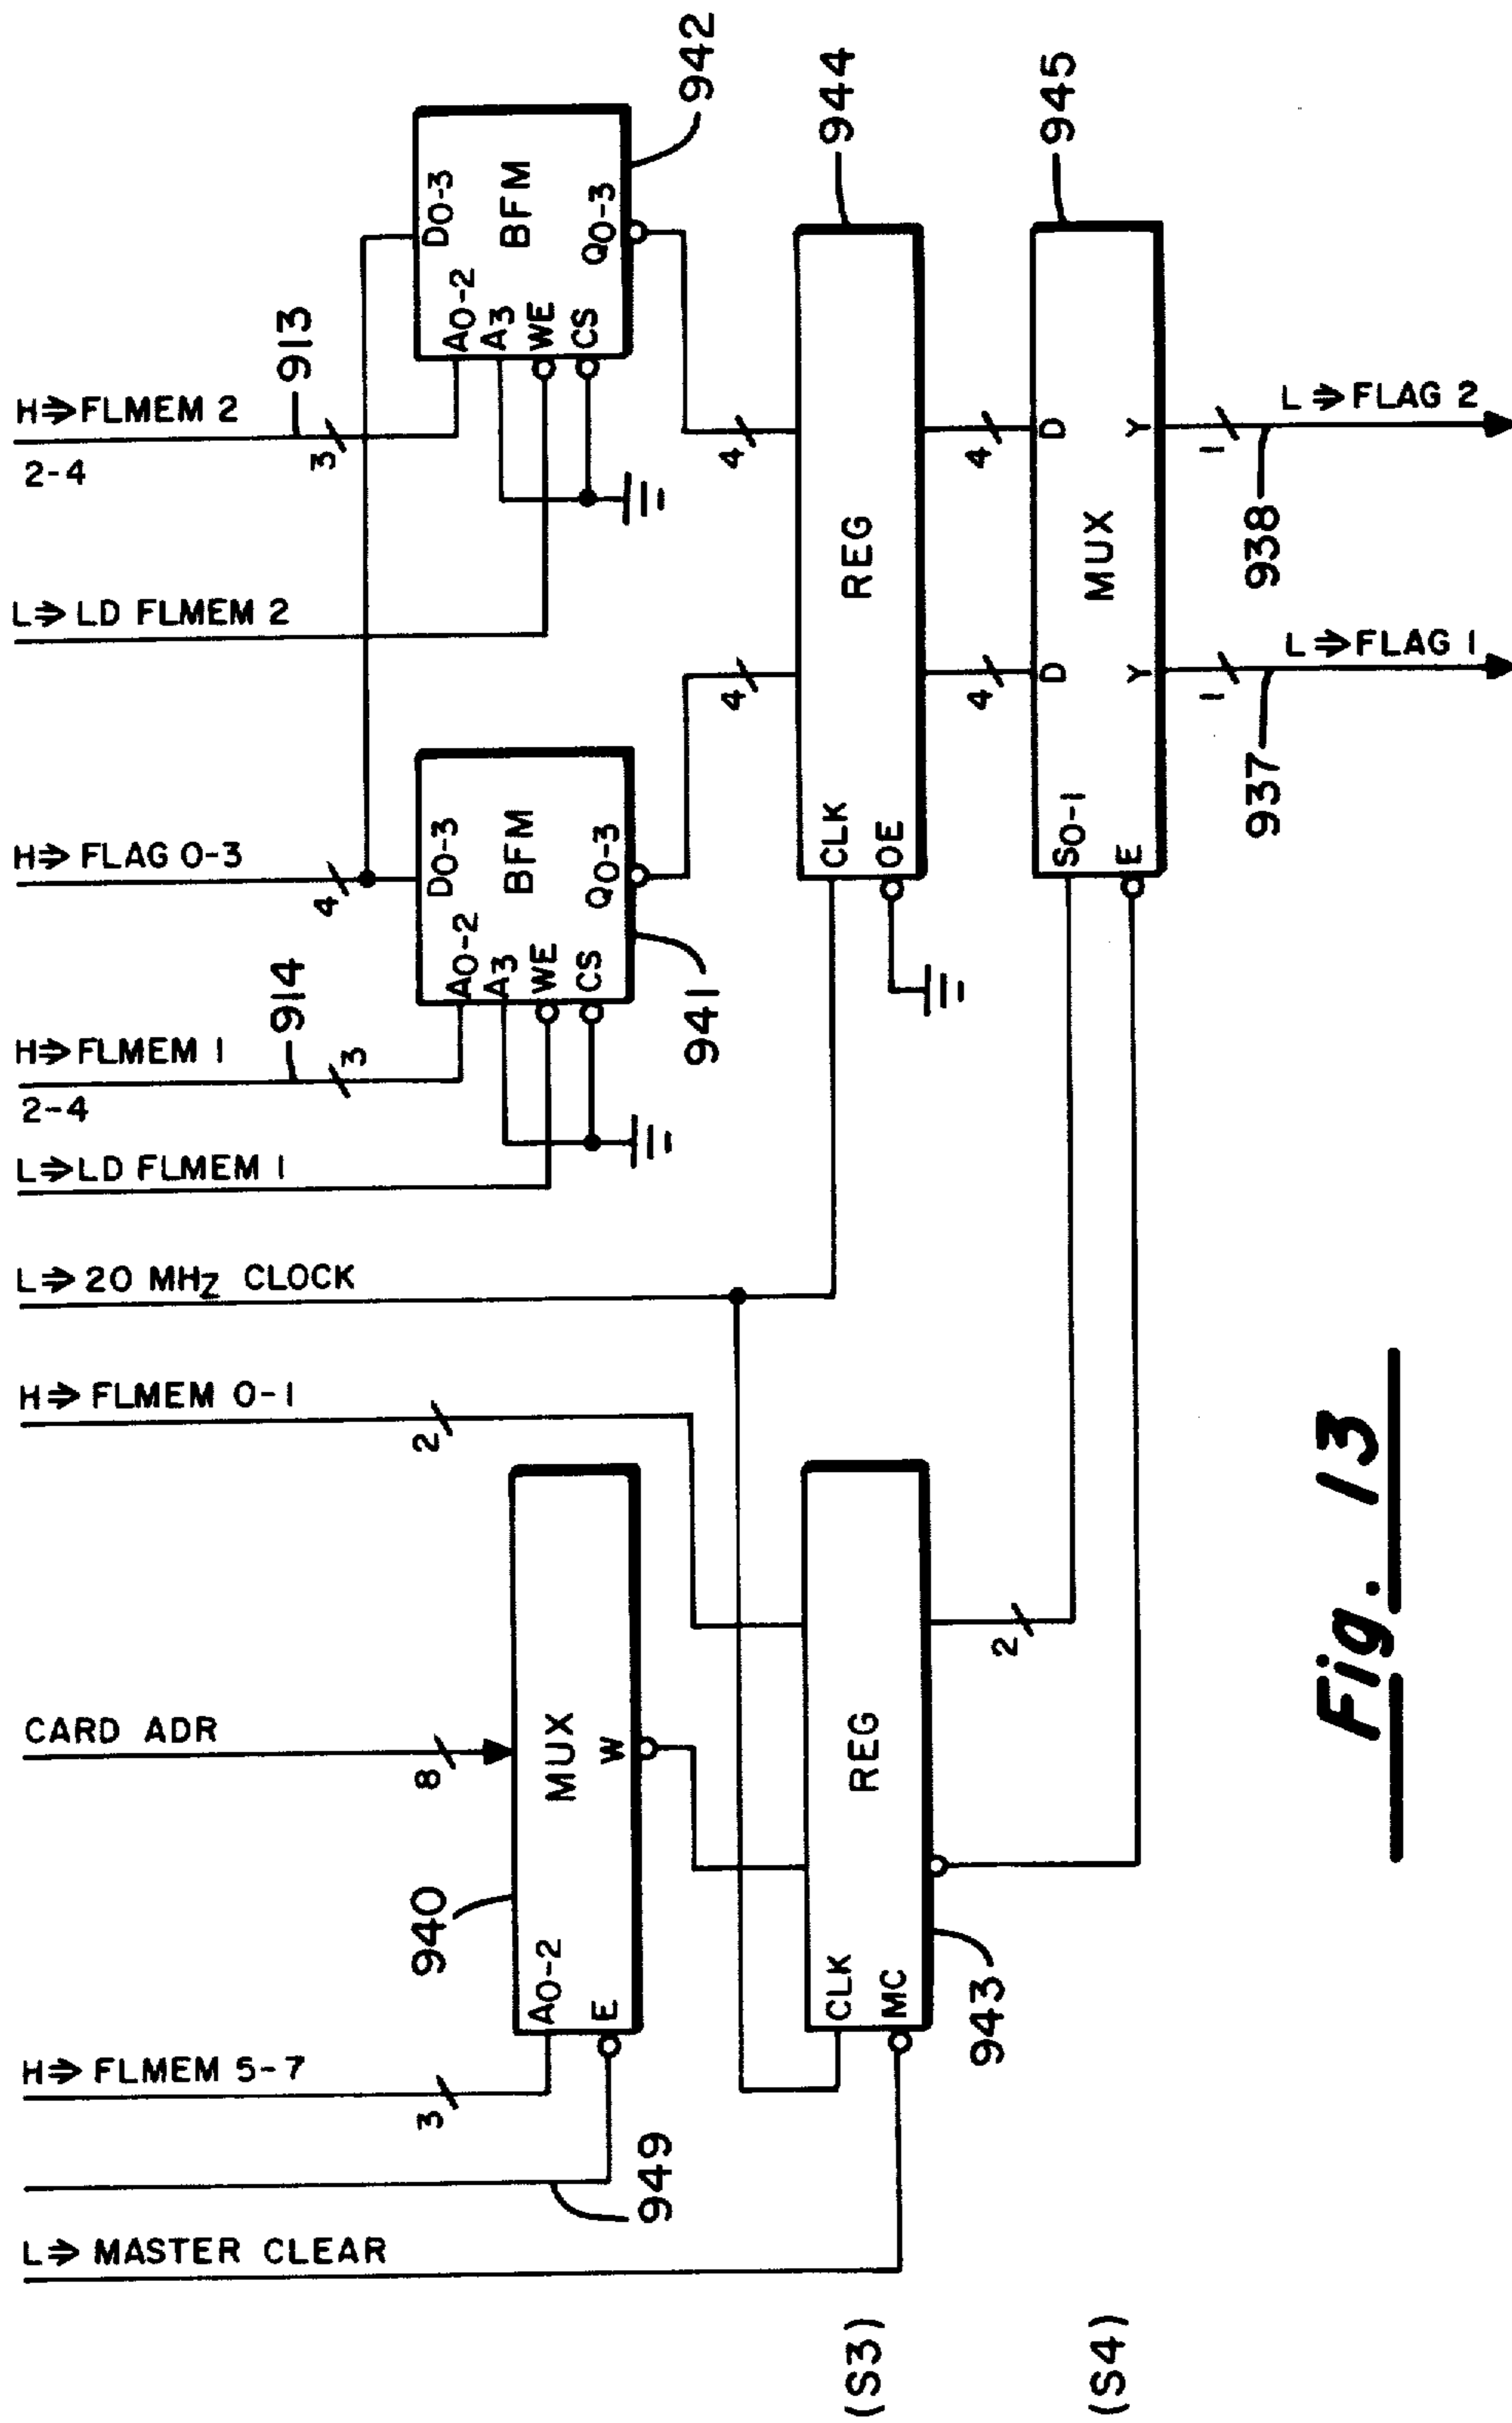 H⇒FLMEM 2
2-4
913
3
L⇒LD FLMEM 2
H⇒FLAG 0-3
4
H⇒FLMEM 1
2-4
914
3
L⇒LD FLMEM 1
L⇒20 MHZ CLOCK
H⇒FLMEM 0-1
2
CARD ADR
8
H⇒FLMEM 5-7
3
949
L⇒MASTER CLEAR
D0-3
A0-2
A3
BFM
WE
CS
Q0-3
942
D0-3
A0-2
A3
BFM
WE
CS
Q0-3
941
940
A0-2
MUX
E
W
4
4
CLK
REG
OE
944
CLK
REG
MC
943
(S3)
2
4
4
S0-1
D
D
MUX
E
Y
Y
945
(S4)
1
1
937
938
L⇒FLAG 1
L⇒FLAG 2
Fig. 13